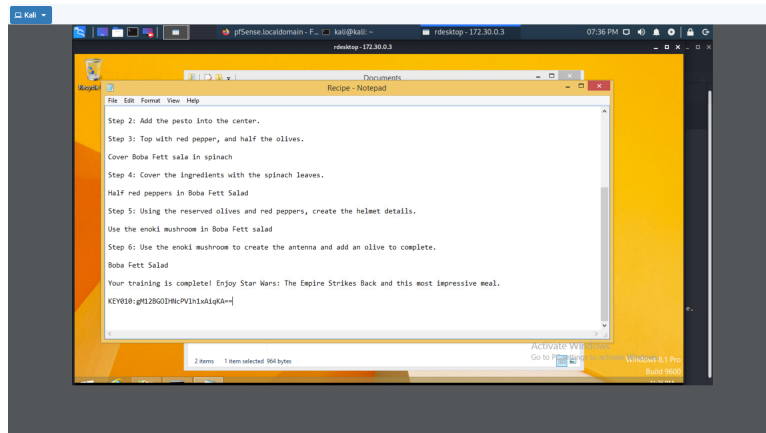 Kali
pfSense.localdomain - F...
kali@kali: ~
rdesktop - 172.30.0.3
07:36 PM
rdesktop - 172.30.0.3
Documents
Recipe - Notepad
File Edit Format View Help
Step 2: Add the pesto into the center.
Step 3: Top with red pepper, and half the olives.
Cover Boba Fett sala in spinach
Step 4: Cover the ingredients with the spinach leaves.
Half red peppers in Boba Fett Salad
Step 5: Using the reserved olives and red peppers, create the helmet details.
Use the enoki mushroom in Boba Fett salad
Step 6: Use the enoki mushroom to create the antenna and add an olive to complete.
Boba Fett Salad
Your training is complete! Enjoy Star Wars: The Empire Strikes Back and this most impressive meal.
KEY010:gM12BGOIHNcPV1h1xAiqKA==
2 items 1 item selected 964 bytes
Activate Windows
Go to
to activate
Windows 8.1 Pro
Build 9600